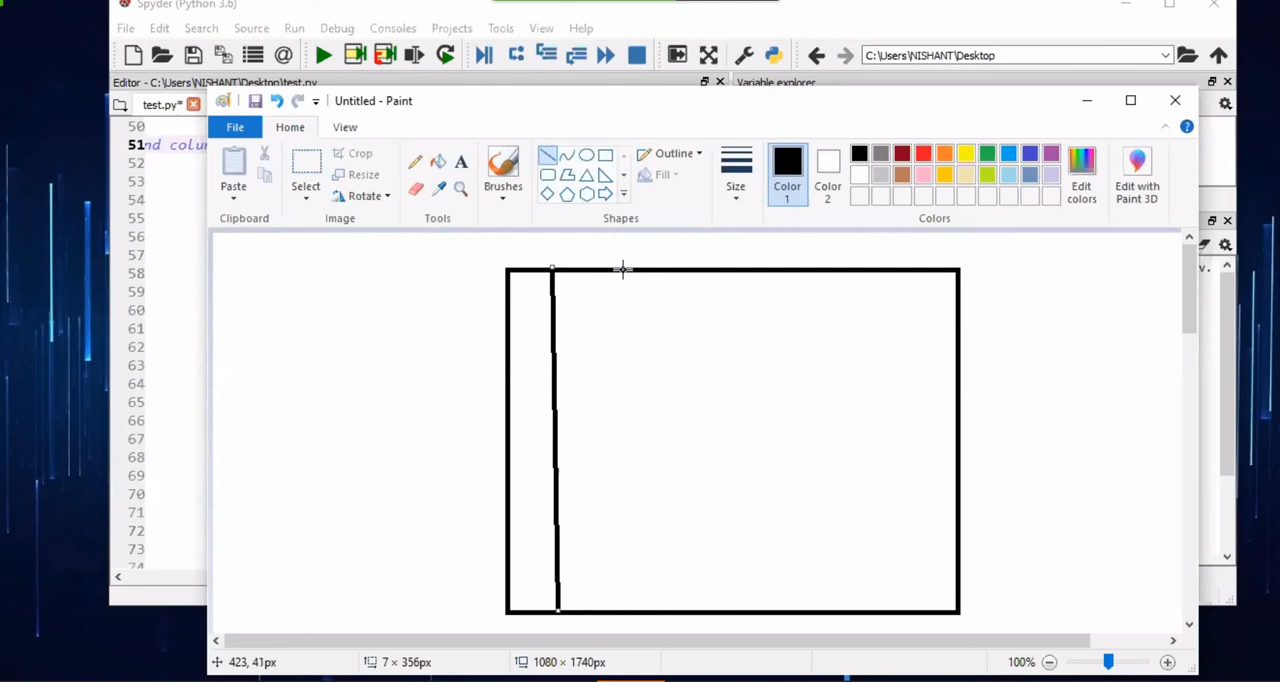 Spyder (Python 3.6)
File Edit Search Source Run Debug Consoles Projects Tools View Help
C:\Users\NISHANT\Desktop
Editor - C:\Users\NISHANT\Desktop\test.py
Variable explorer
test.py*
Untitled - Paint
File Home View
Paste
Clipboard
Select
Crop
Resize
Rotate
Image
A
Tools
Brushes
Outline
Fill
Shapes
Size
Color 1
Color 2
Edit colors
Colors
Edit with Paint 3D
50
51 nd colu
52
53
54
55
56
57
58
59
60
61
62
63
64
65
66
67
68
69
70
71
72
73
74
423, 41px
7 × 356px
1080 × 1740px
100%